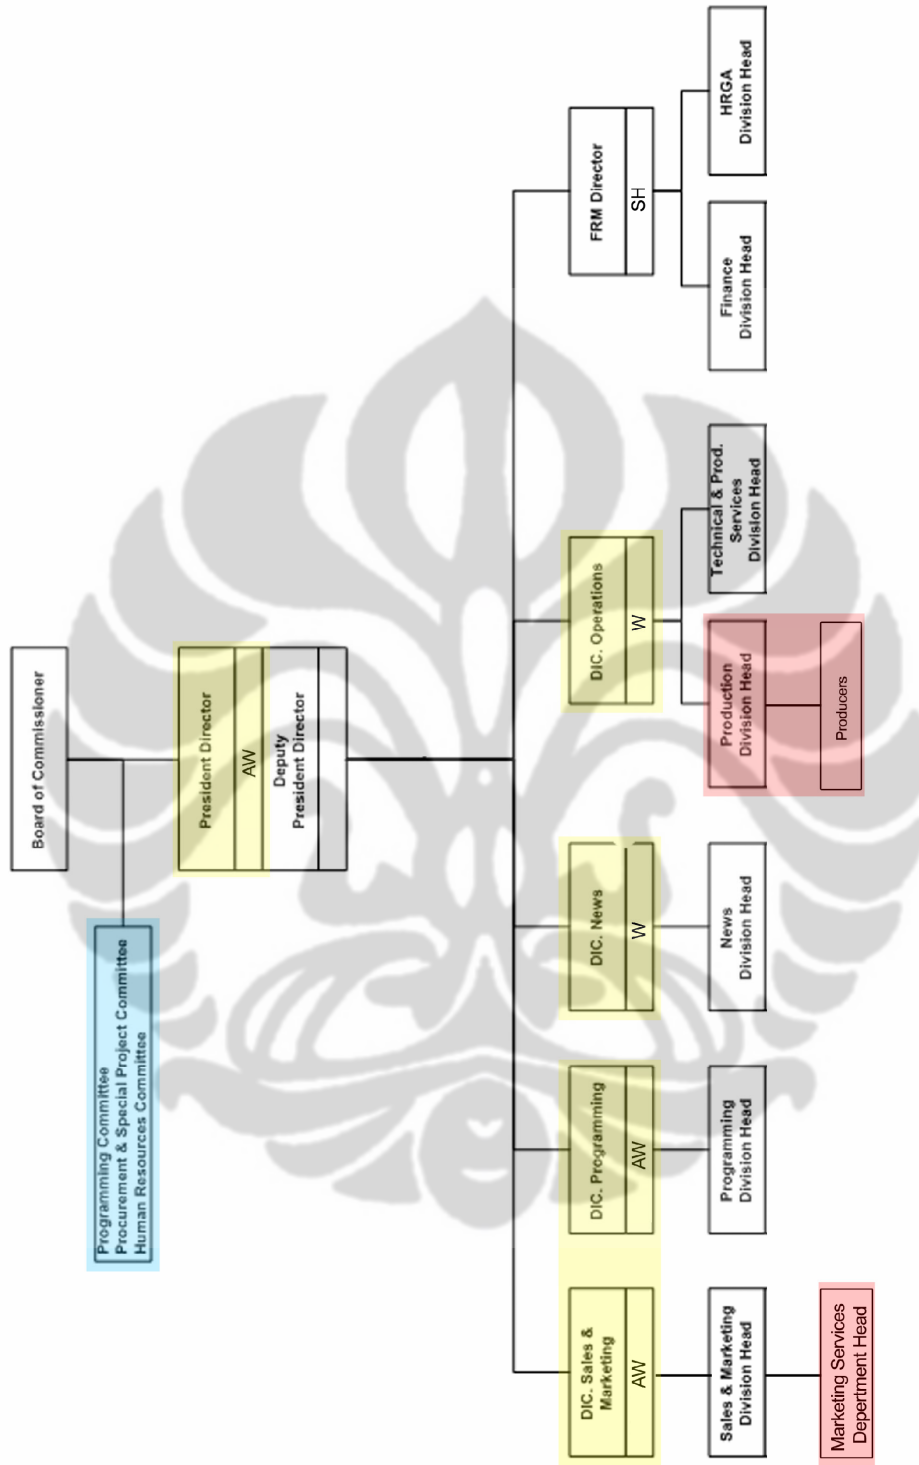 Board of Commissioner
Programming Committee
Procurement & Special Project Committee
Human Resources Committee
President Director
AW
Deputy
President Director
DIC. Sales &
Marketing
AW
DIC. Programming
AW
DIC. News
W
DIC. Operations
W
FRM Director
SH
Sales & Marketing
Division Head
Programming
Division Head
News
Division Head
Production
Division Head
Technical & Prod.
Services
Division Head
Finance
Division Head
HRGA
Division Head
Marketing Services
Depertment Head
Producers